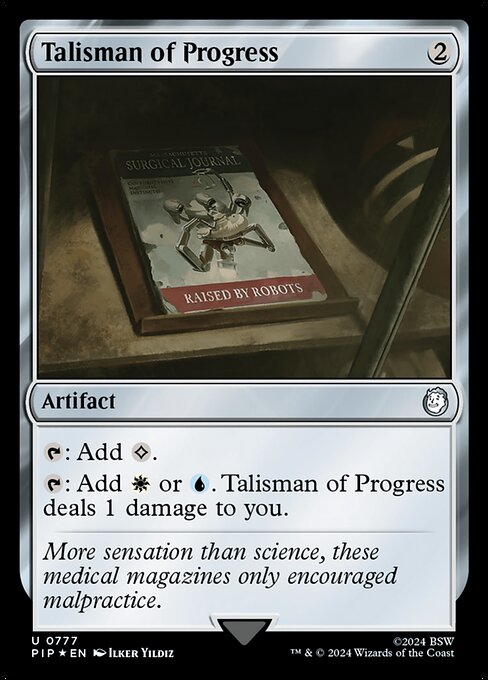 Talisman of Progress 2
MASSACHUSETTS
SURGICAL JOURNAL
RAISED BY ROBOTS
Artifact
: Add .
: Add or . Talisman of Progress
deals 1 damage to you.
More sensation than science, these
medical magazines only encouraged
malpractice.
U 0777
PIP★EN ILKER YILDIZ
©2024 BSW
™ & © 2024 Wizards of the Coast